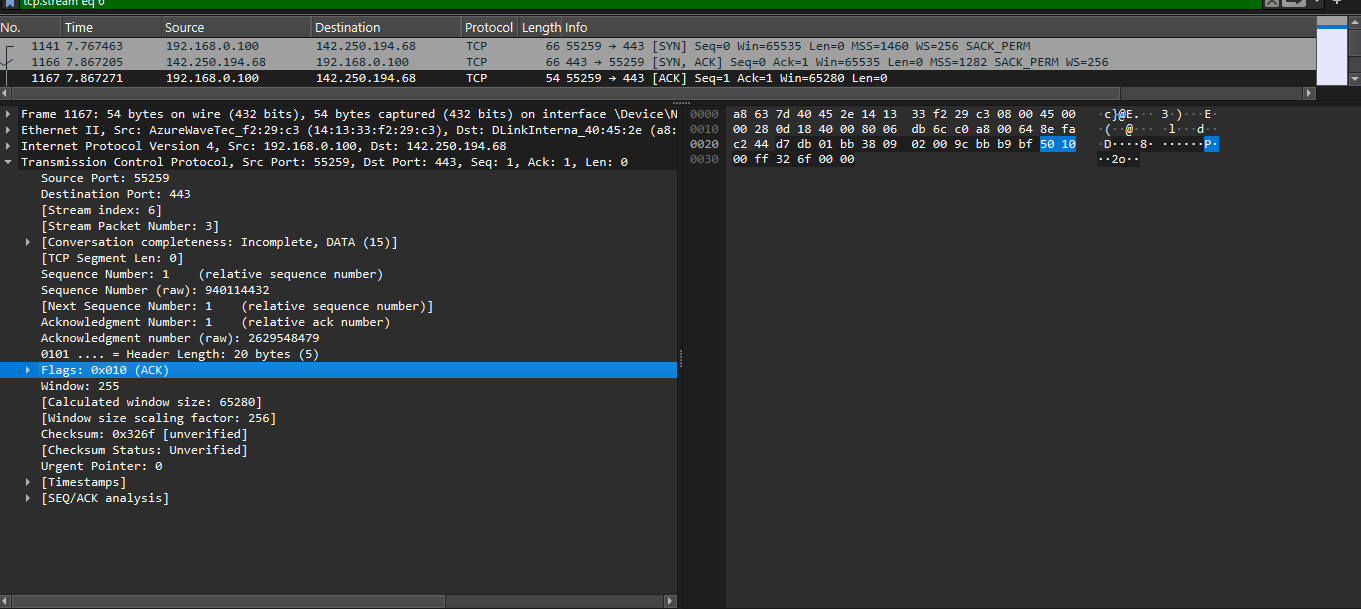 tcp.stream eq 6
No. Time Source Destination Protocol Length Info
1141 7.767463 192.168.0.100 142.250.194.68 TCP 66 55259 → 443 [SYN] Seq=0 Win=65535 Len=0 MSS=1460 WS=256 SACK_PERM
1166 7.867205 142.250.194.68 192.168.0.100 TCP 66 443 → 55259 [SYN, ACK] Seq=0 Ack=1 Win=65535 Len=0 MSS=1282 SACK_PERM WS=256
1167 7.867271 192.168.0.100 142.250.194.68 TCP 54 55259 → 443 [ACK] Seq=1 Ack=1 Win=65280 Len=0
Frame 1167: 54 bytes on wire (432 bits), 54 bytes captured (432 bits) on interface \Device\N
Ethernet II, Src: AzureWaveTec_f2:29:c3 (14:13:33:f2:29:c3), Dst: DLinkInterna_40:45:2e (a8:
Internet Protocol Version 4, Src: 192.168.0.100, Dst: 142.250.194.68
Transmission Control Protocol, Src Port: 55259, Dst Port: 443, Seq: 1, Ack: 1, Len: 0
Source Port: 55259
Destination Port: 443
[Stream index: 6]
[Stream Packet Number: 3]
[Conversation completeness: Incomplete, DATA (15)]
[TCP Segment Len: 0]
Sequence Number: 1 (relative sequence number)
Sequence Number (raw): 940114432
[Next Sequence Number: 1 (relative sequence number)]
Acknowledgment Number: 1 (relative ack number)
Acknowledgment number (raw): 2629548479
0101 .... = Header Length: 20 bytes (5)
Flags: 0x010 (ACK)
Window: 255
[Calculated window size: 65280]
[Window size scaling factor: 256]
Checksum: 0x326f [unverified]
[Checksum Status: Unverified]
Urgent Pointer: 0
[Timestamps]
[SEQ/ACK analysis]
0000 a8 63 7d 40 45 2e 14 13 33 f2 29 c3 08 00 45 00 ·c}@E.·· 3·)···E·
0010 00 28 0d 18 40 00 80 06 db 6c c0 a8 00 64 8e fa ·(··@··· ·l···d··
0020 c2 44 d7 db 01 bb 38 09 02 00 9c bb b9 bf 50 10 ·D····8· ······P·
0030 00 ff 32 6f 00 00 ··2o··